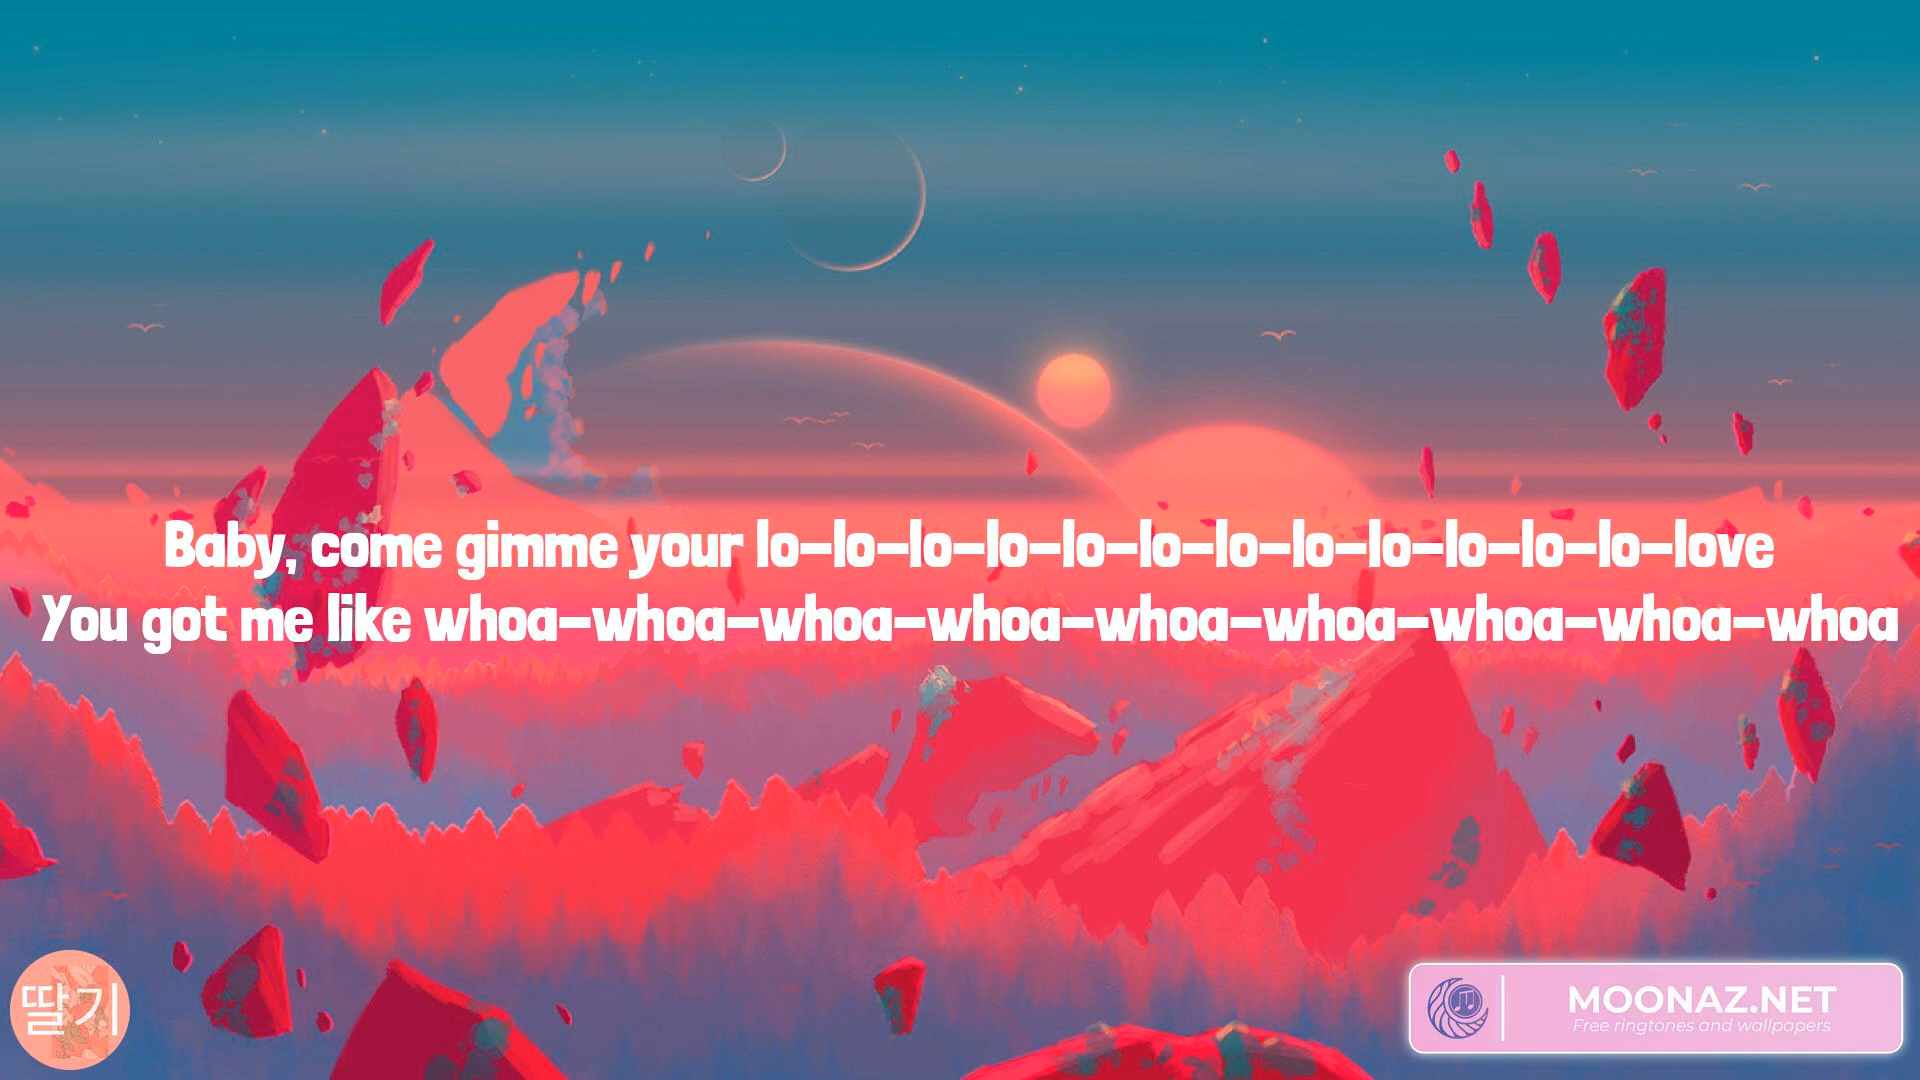 Baby, come gimme your lo-lo-lo-lo-lo-lo-lo-lo-lo-lo-lo-lo-love
You got me like whoa-whoa-whoa-whoa-whoa-whoa-whoa-whoa-whoa
딸기
MOONAZ.NET
Free ringtones and wallpapers